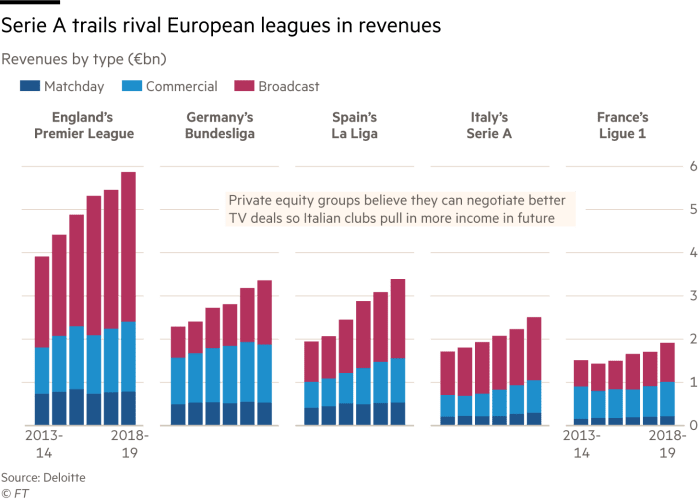 Serie A trails rival European leagues in revenues
Revenues by type (€bn)
Matchday Commercial Broadcast
England's
Premier League
Germany's
Bundesliga
Spain's
La Liga
Italy's
Serie A
France's
Ligue 1
6
Private equity groups believe they can negotiate better
TV deals so Italian clubs pull in more income in future
5
4
3
2
1
0
2013-
14
2018-
19
2013-
14
2018-
19
Source: Deloitte
© FT